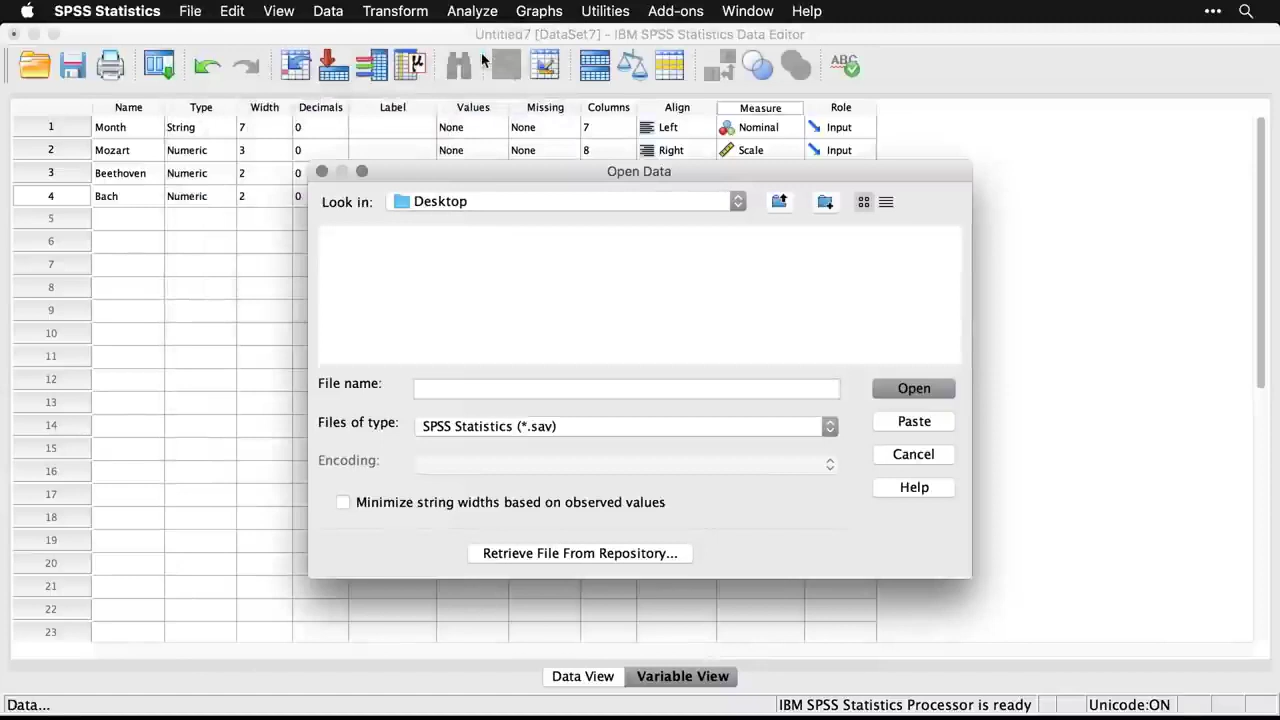 SPSS Statistics File Edit View Data Transform Analyze Graphs Utilities Add-ons Window Help
Untitled7 [DataSet7] - IBM SPSS Statistics Data Editor
Name Type Width Decimals Label Values Missing Columns Align Measure Role
1 Month String 7 0 None None 7 Left Nominal Input
2 Mozart Numeric 3 0 None None 8 Right Scale Input
3 Beethoven Numeric 2 0
4 Bach Numeric 2 0
5
6
7
8
9
10
11
12
13
14
15
16
17
18
19
20
21
22
23
Open Data
Look in: Desktop
File name: Open
Files of type: SPSS Statistics (*.sav) Paste
Encoding: Cancel
Help
Minimize string widths based on observed values
Retrieve File From Repository...
Data View Variable View
Data... IBM SPSS Statistics Processor is ready Unicode:ON